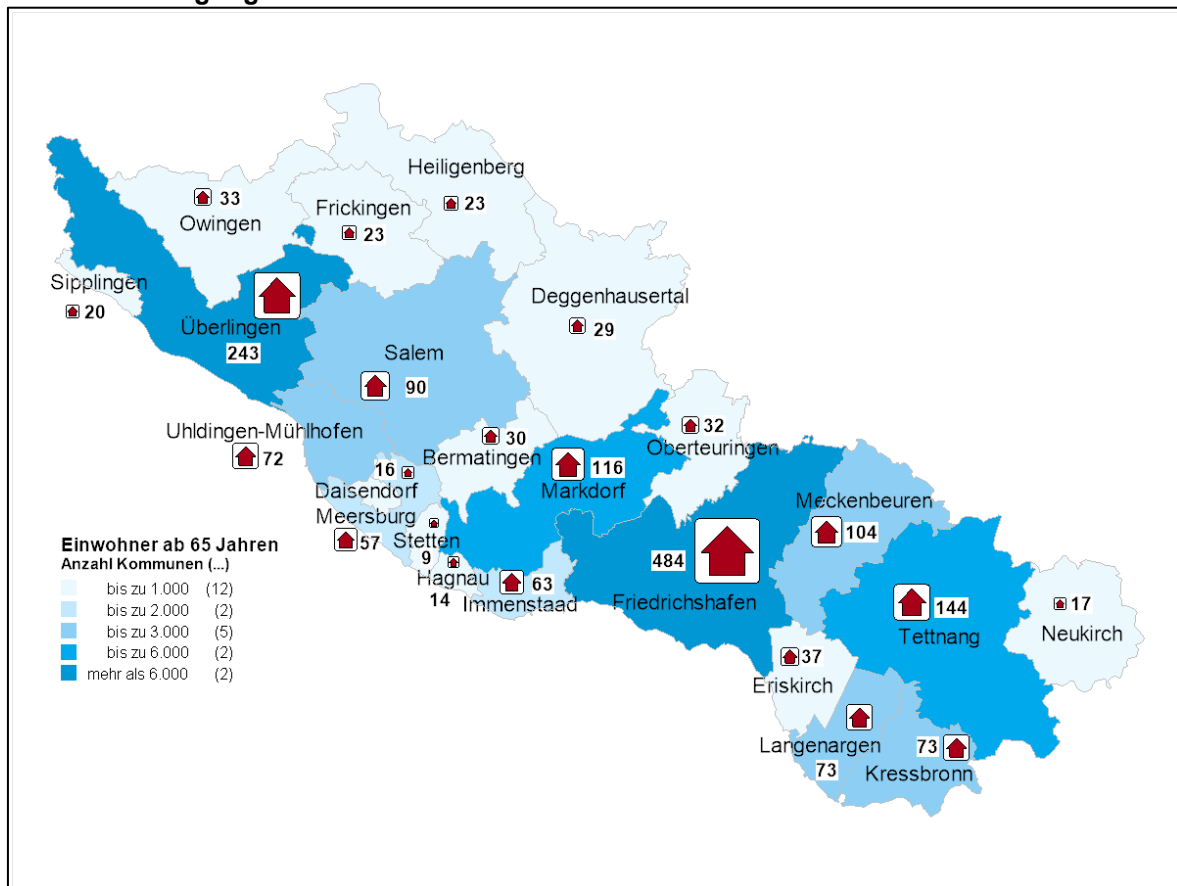 Heiligenberg
23
33
Owingen
Frickingen
23
Sipplingen
20
Überlingen
243
Deggenhausertal
29
Salem
90
Uhldingen-Mühlhofen
72
30
Bermatingen
32
Oberteuringen
16
Daisendorf
116
Markdorf
Meersburg
57
Stetten
9
Hagnau
14
63
Immenstaad
484
Friedrichshafen
Meckenbeuren
104
144
Tettnang
17
Neukirch
37
Eriskirch
Langenargen
73
73
Kressbronn
Einwohner ab 65 Jahren
Anzahl Kommunen (...)
bis zu 1.000 (12)
bis zu 2.000 (2)
bis zu 3.000 (5)
bis zu 6.000 (2)
mehr als 6.000 (2)